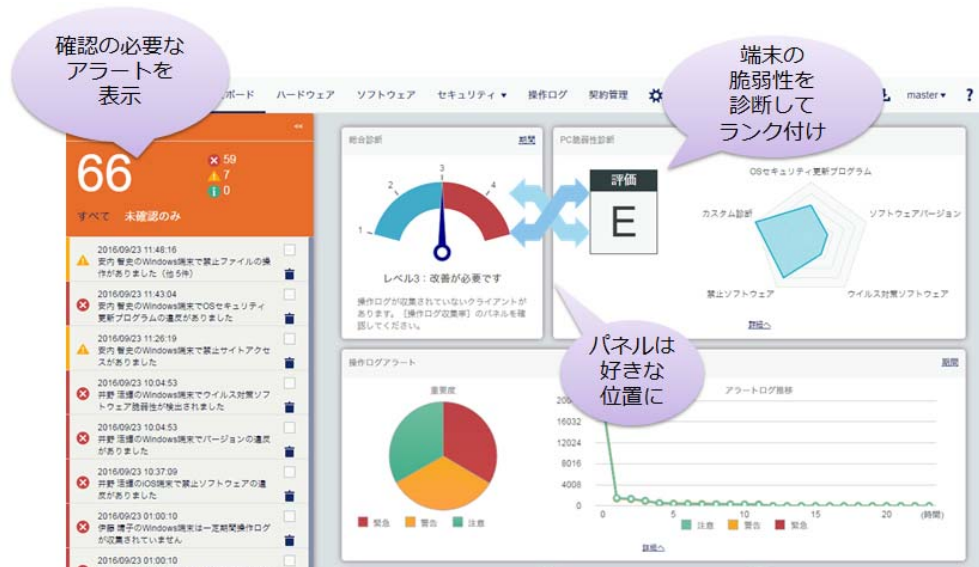 確認の必要な
アラートを
表示
端末の
脆弱性を
診断して
ランク付け
ボード ハードウェア ソフトウェア セキュリティ ▾ 操作ログ 契約管理 master ▾ ?
66
59
7
0
すべて 未確認のみ
2016/09/23 11:48:16
安内 智史のWindows端末で禁止ファイルの操
作がありました（他 5件）
2016/09/23 11:43:04
安内 智史のWindows端末でOSセキュリティ
更新プログラムの違反がありました
2016/09/23 11:26:19
安内 智史のWindows端末で禁止サイトアクセ
スがありました
2016/09/23 10:04:53
井野 活輝のWindows端末でウイルス対策ソフ
トウェア脆弱性が検出されました
2016/09/23 10:04:53
井野 活輝のWindows端末でバージョンの違反
がありました
2016/09/23 10:37:09
井野 活輝のiOS端末で禁止ソフトウェアの違
反がありました
2016/09/23 01:00:10
伊藤 晴子のWindows端末は一定期間操作ログ
が収集されていません
2016/09/23 01:00:10
総合診断 期間
1
2
3
4
レベル3：改善が必要です
操作ログが収集されていないクライアントが
あります。［操作ログ収集率］のパネルを確
認してください。
PC脆弱性診断
評価
E
OSセキュリティ更新プログラム
カスタム診断
ソフトウェアバージョン
禁止ソフトウェア
ウイルス対策ソフトウェア
詳細へ
パネルは
好きな
位置に
操作ログアラート 期間
重要度
緊急 警告 注意
アラートログ推移
16032
12024
8016
4008
0
0 5 10 15 20 (時間)
注意 警告 緊急
詳細へ